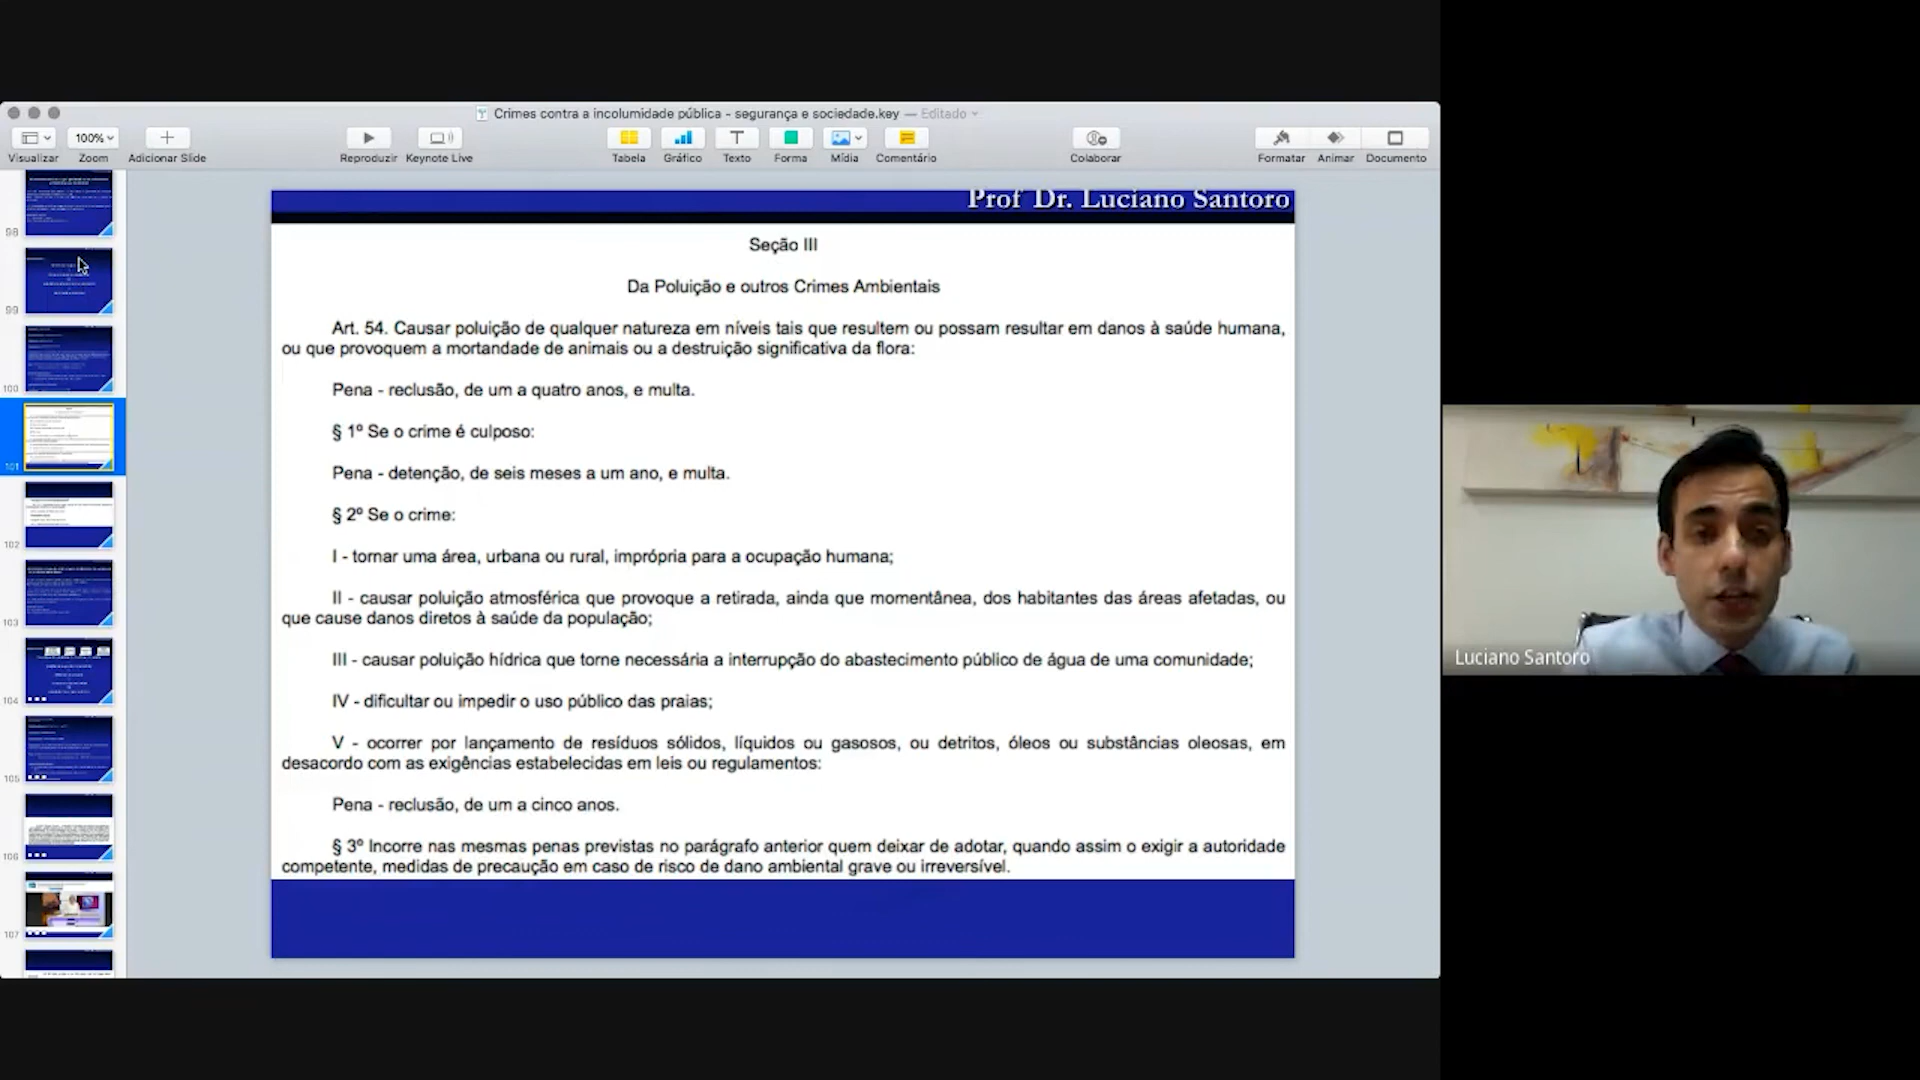 Crimes contra a incolumidade pública - segurança e sociedade.key — Editado
100%
Visualizar Zoom Adicionar Slide Reproduzir Keynote Live Tabela Gráfico Texto Forma Mídia Comentário Colaborar Formatar Animar Documento
98
99
100
101
102
103
104
105
106
107
Prof Dr. Luciano Santoro
Seção III
Da Poluição e outros Crimes Ambientais
Art. 54. Causar poluição de qualquer natureza em níveis tais que resultem ou possam resultar em danos à saúde humana,
ou que provoquem a mortandade de animais ou a destruição significativa da flora:
Pena - reclusão, de um a quatro anos, e multa.
§ 1º Se o crime é culposo:
Pena - detenção, de seis meses a um ano, e multa.
§ 2º Se o crime:
I - tornar uma área, urbana ou rural, imprópria para a ocupação humana;
II - causar poluição atmosférica que provoque a retirada, ainda que momentânea, dos habitantes das áreas afetadas, ou
que cause danos diretos à saúde da população;
III - causar poluição hídrica que torne necessária a interrupção do abastecimento público de água de uma comunidade;
IV - dificultar ou impedir o uso público das praias;
V - ocorrer por lançamento de resíduos sólidos, líquidos ou gasosos, ou detritos, óleos ou substâncias oleosas, em
desacordo com as exigências estabelecidas em leis ou regulamentos:
Pena - reclusão, de um a cinco anos.
§ 3º Incorre nas mesmas penas previstas no parágrafo anterior quem deixar de adotar, quando assim o exigir a autoridade
competente, medidas de precaução em caso de risco de dano ambiental grave ou irreversível.
Luciano Santoro